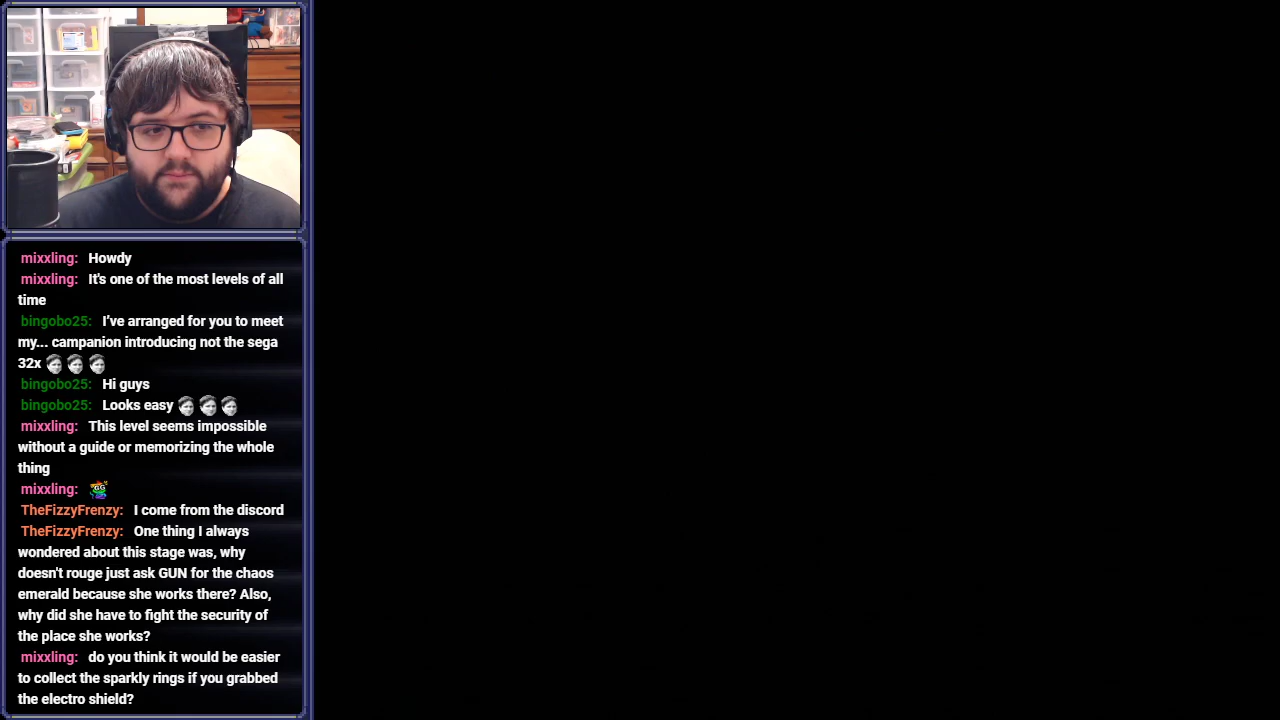 mixxling: Howdy
mixxling: It's one of the most levels of all
time
bingobo25: I've arranged for you to meet
my... campanion introducing not the sega
32x
bingobo25: Hi guys
bingobo25: Looks easy
mixxling: This level seems impossible
without a guide or memorizing the whole
thing
mixxling:
TheFizzyFrenzy: I come from the discord
TheFizzyFrenzy: One thing I always
wondered about this stage was, why
doesn't rouge just ask GUN for the chaos
emerald because she works there? Also,
why did she have to fight the security of
the place she works?
mixxling: do you think it would be easier
to collect the sparkly rings if you grabbed
the electro shield?